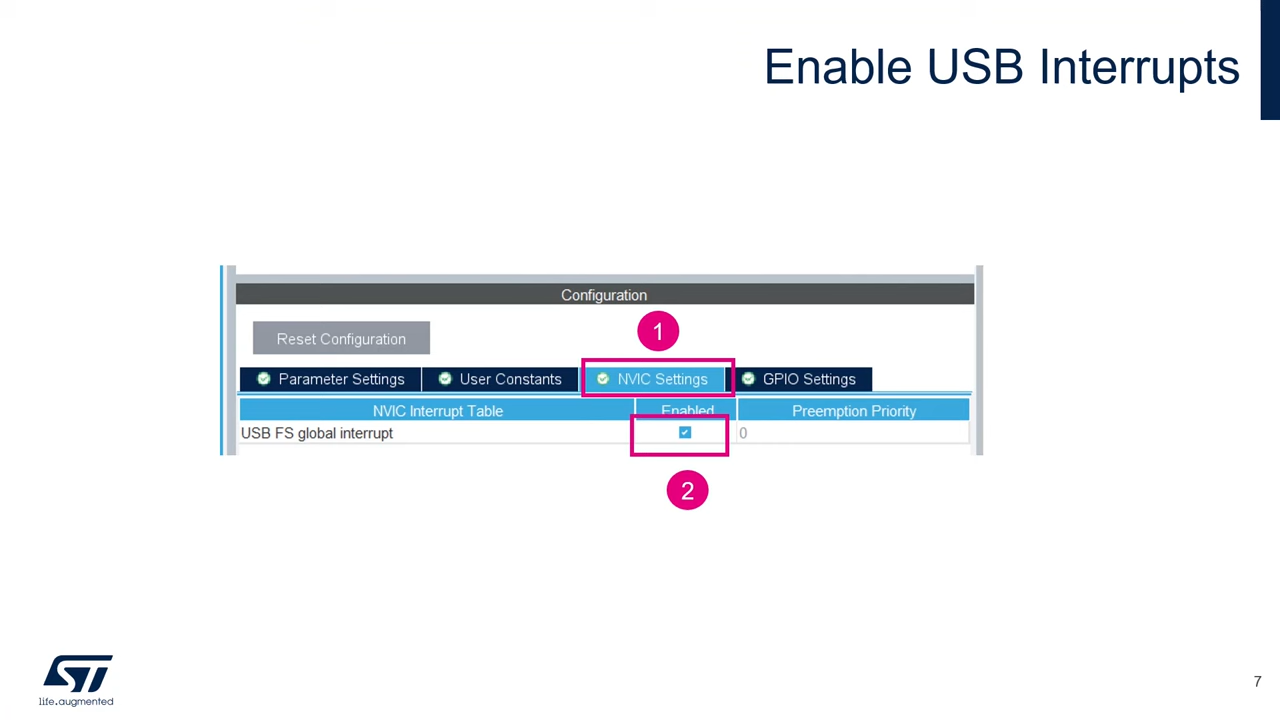 Enable USB Interrupts
Configuration
Reset Configuration
1
Parameter Settings User Constants NVIC Settings GPIO Settings
NVIC Interrupt Table Enabled Preemption Priority
USB FS global interrupt 0
2
ST
life.augmented
7